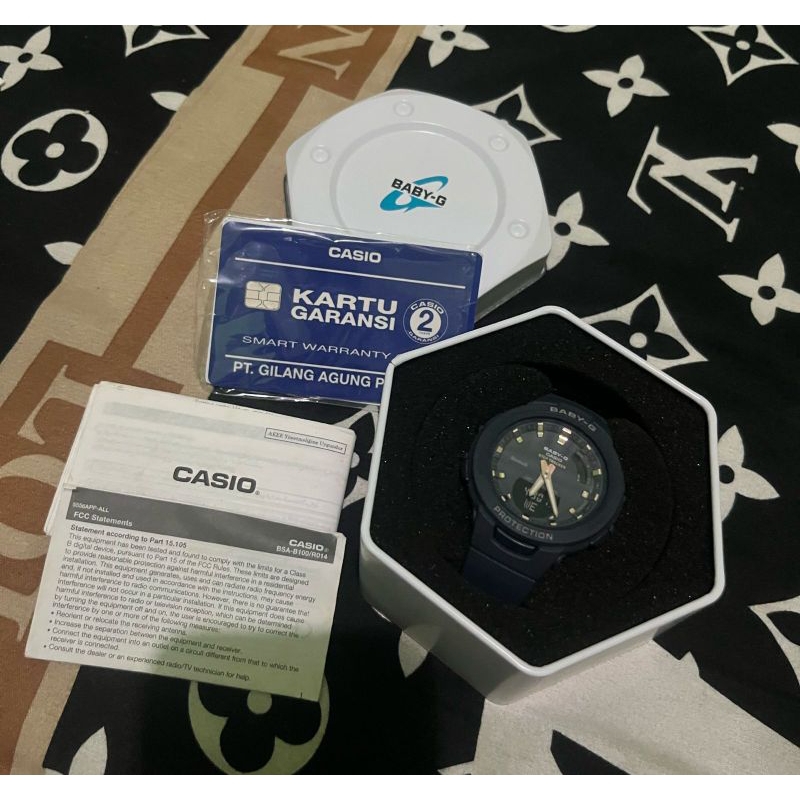 BABY-G
CASIO
KARTU
GARANSI
CASIO
2
GARANSI
SMART WARRANTY
PT. GILANG AGUNG P
AEEE Yönetmeliğine Uygundur
CASIO®
BABY-G
BABY-G
CASIO
WE
PROTECTION
FCC Statements
CASIO®
BSA-B100/R014
Statement according to Part 15.105
This equipment has been tested and found to comply with the limits for a Class
B digital device, pursuant to Part 15 of the FCC Rules. These limits are designed
to provide reasonable protection against harmful interference in a residential
installation. This equipment generates, uses and can radiate radio frequency energy
and, if not installed and used in accordance with the instructions, may cause
harmful interference to radio communications. However, there is no guarantee that
interference will not occur in a particular installation. If this equipment does cause
harmful interference to radio or television reception, which can be determined
by turning the equipment off and on, the user is encouraged to try to correct the
interference by one or more of the following measures:
• Reorient or relocate the receiving antenna.
• Increase the separation between the equipment and receiver.
• Connect the equipment into an outlet on a circuit different from that to which the
receiver is connected.
• Consult the dealer or an experienced radio/TV technician for help.
1